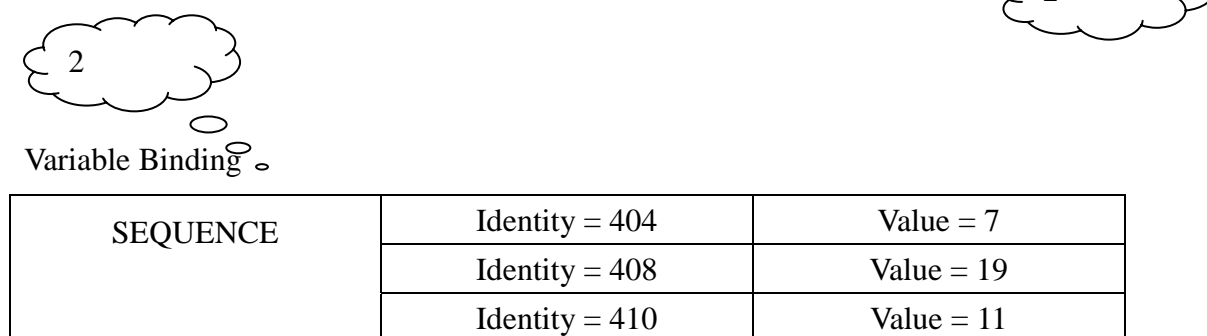 2
Variable Binding
SEQUENCE Identity = 404 Value = 7
Identity = 408 Value = 19
Identity = 410 Value = 11